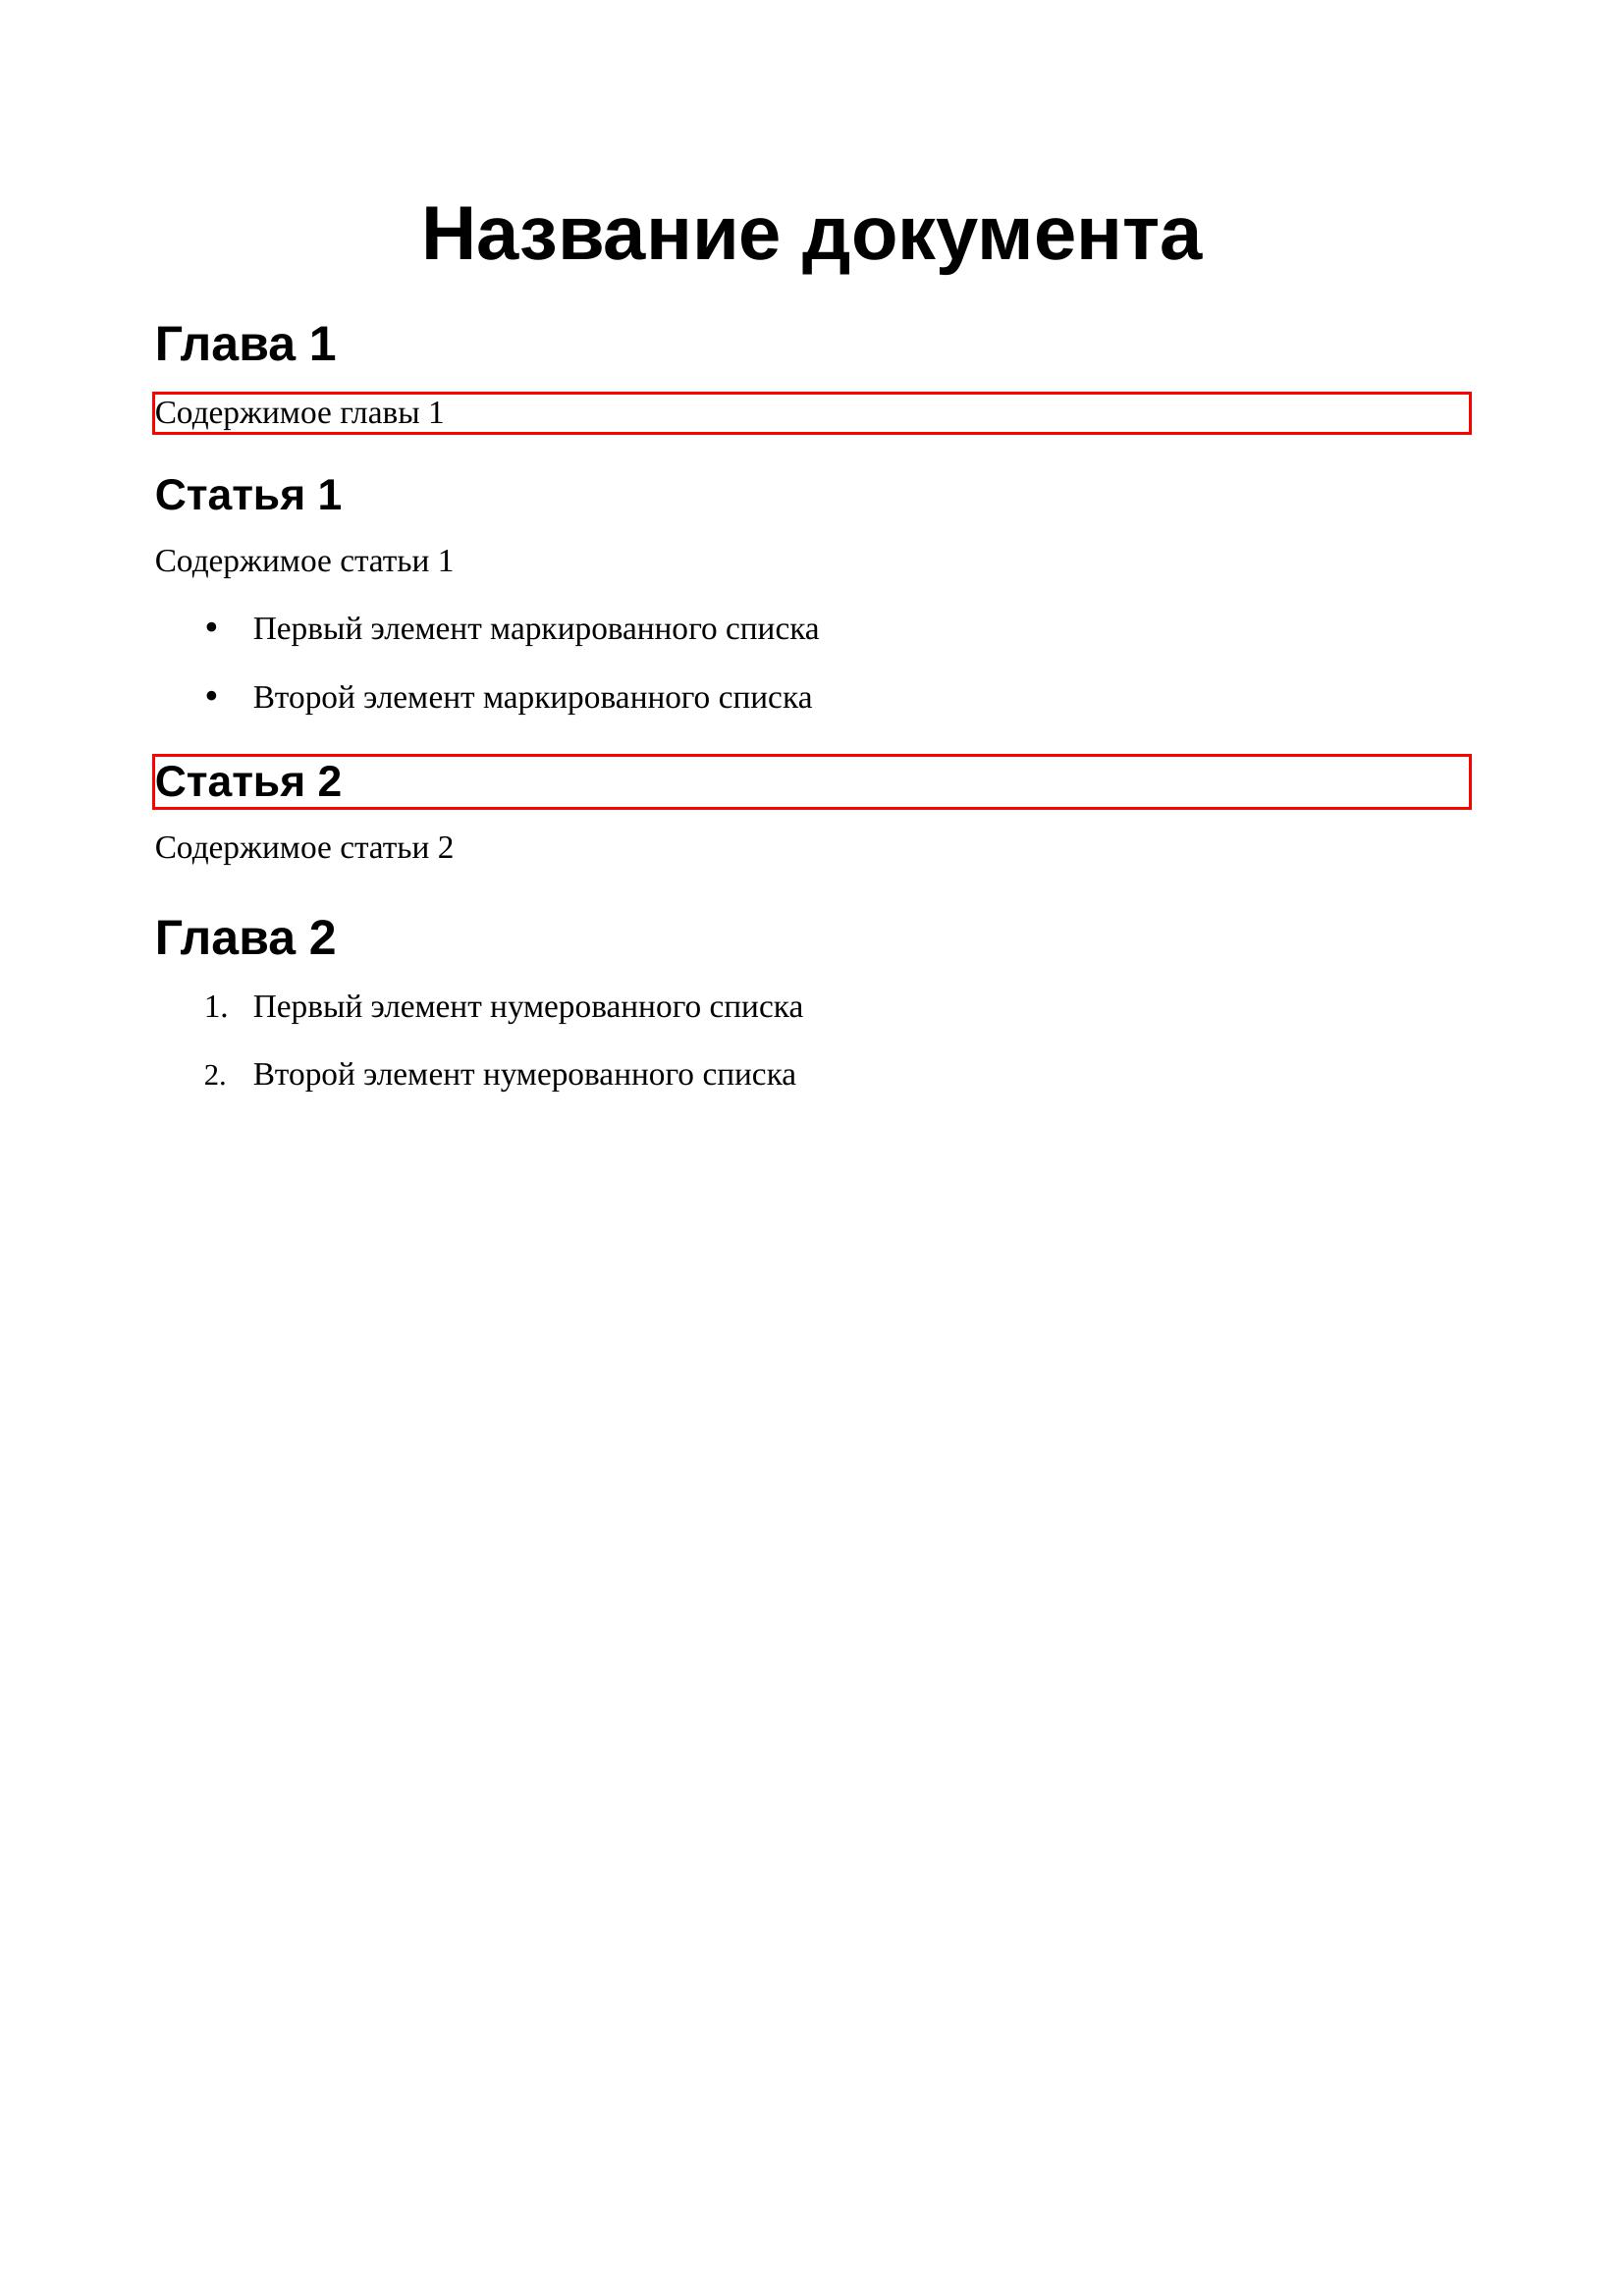 Название документа
Глава 1
Содержимое главы 1
Статья 1
Содержимое статьи 1
• Первый элемент маркированного списка
• Второй элемент маркированного списка
Статья 2
Содержимое статьи 2
Глава 2
1. Первый элемент нумерованного списка
2. Второй элемент нумерованного списка